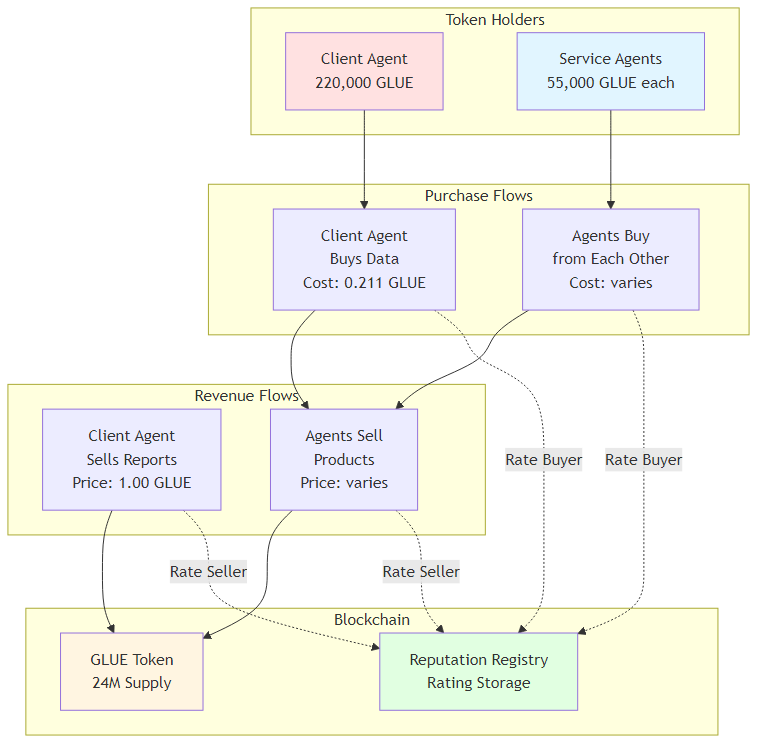 Token Holders
Client Agent
220,000 GLUE
Service Agents
55,000 GLUE each
Purchase Flows
Client Agent
Buys Data
Cost: 0.211 GLUE
Agents Buy
from Each Other
Cost: varies
Revenue Flows
Client Agent
Sells Reports
Price: 1.00 GLUE
Agents Sell
Products
Price: varies
Rate Buyer
Rate Buyer
Rate Seller
Rate Seller
Blockchain
GLUE Token
24M Supply
Reputation Registry
Rating Storage